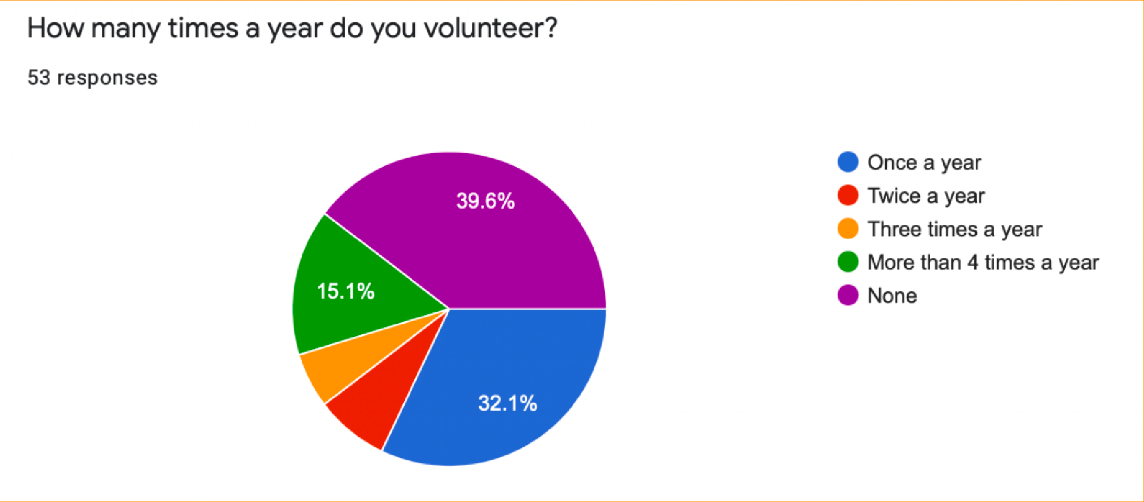 How many times a year do you volunteer?
53 responses
39.6%
15.1%
32.1%
Once a year
Twice a year
Three times a year
More than 4 times a year
None